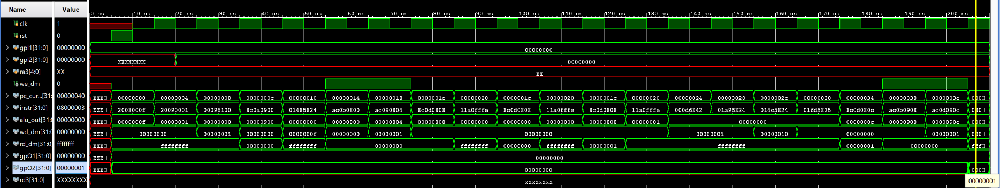 Name Value
0 ns 10 ns 20 ns 30 ns 40 ns 50 ns 60 ns 70 ns 80 ns 90 ns 100 ns 110 ns 120 ns 130 ns 140 ns 150 ns 160 ns 170 ns 180 ns 190 ns 200 ns
clk 1
rst 0
gpI1[31:0] 00000000 00000000
gpI2[31:0] 00000000 XXXXXXXX 00000000
ra3[4:0] XX XX
we_dm 0
pc_cur...[31: 00000040 XXX 00000000 00000004 00000008 0000000c 00000010 00000014 00000018 0000001c 00000020 0000001c 00000020 0000001c 00000020 00000024 00000028 0000002c 00000030 00000034 00000038 0000003c 000
instr[31:0] 08000003 XXX 2008000f 20090001 00096100 8c0a0900 01485824 ac0b0800 ac090804 8c0d0808 11a0fffe 8c0d0808 11a0fffe 8c0d0808 11a0fffe 000d6842 01a96824 014c5824 016d5825 8c0d080c ac0b0908 ac0d090c 080
alu_out[31:0 00000000 XXX 0000000f 00000001 00000000 00000900 0000000f 00000800 00000804 00000808 00000000 00000808 00000000 00000808 00000001 00000000 0000080c 00000908 0000090c 000
wd_dm[31:0 00000000 XXX 00000000 00000001 00000000 0000000f 00000000 00000001 00000000 00000001 00000010 00000000 00000001 000
rd_dm[31:0] ffffffff XXX ffffffff 00000000 ffffffff 00000000 ffffffff 00000000 ffffffff 00000001 ffffffff 00000001 00000000 fff
gpO1[31:0] 00000000 XXX 00000000
gpO2[31:0] 00000001 XXX 00000000 000
rd3[31:0] XXXXXXXX XXXXXXXX
00000001